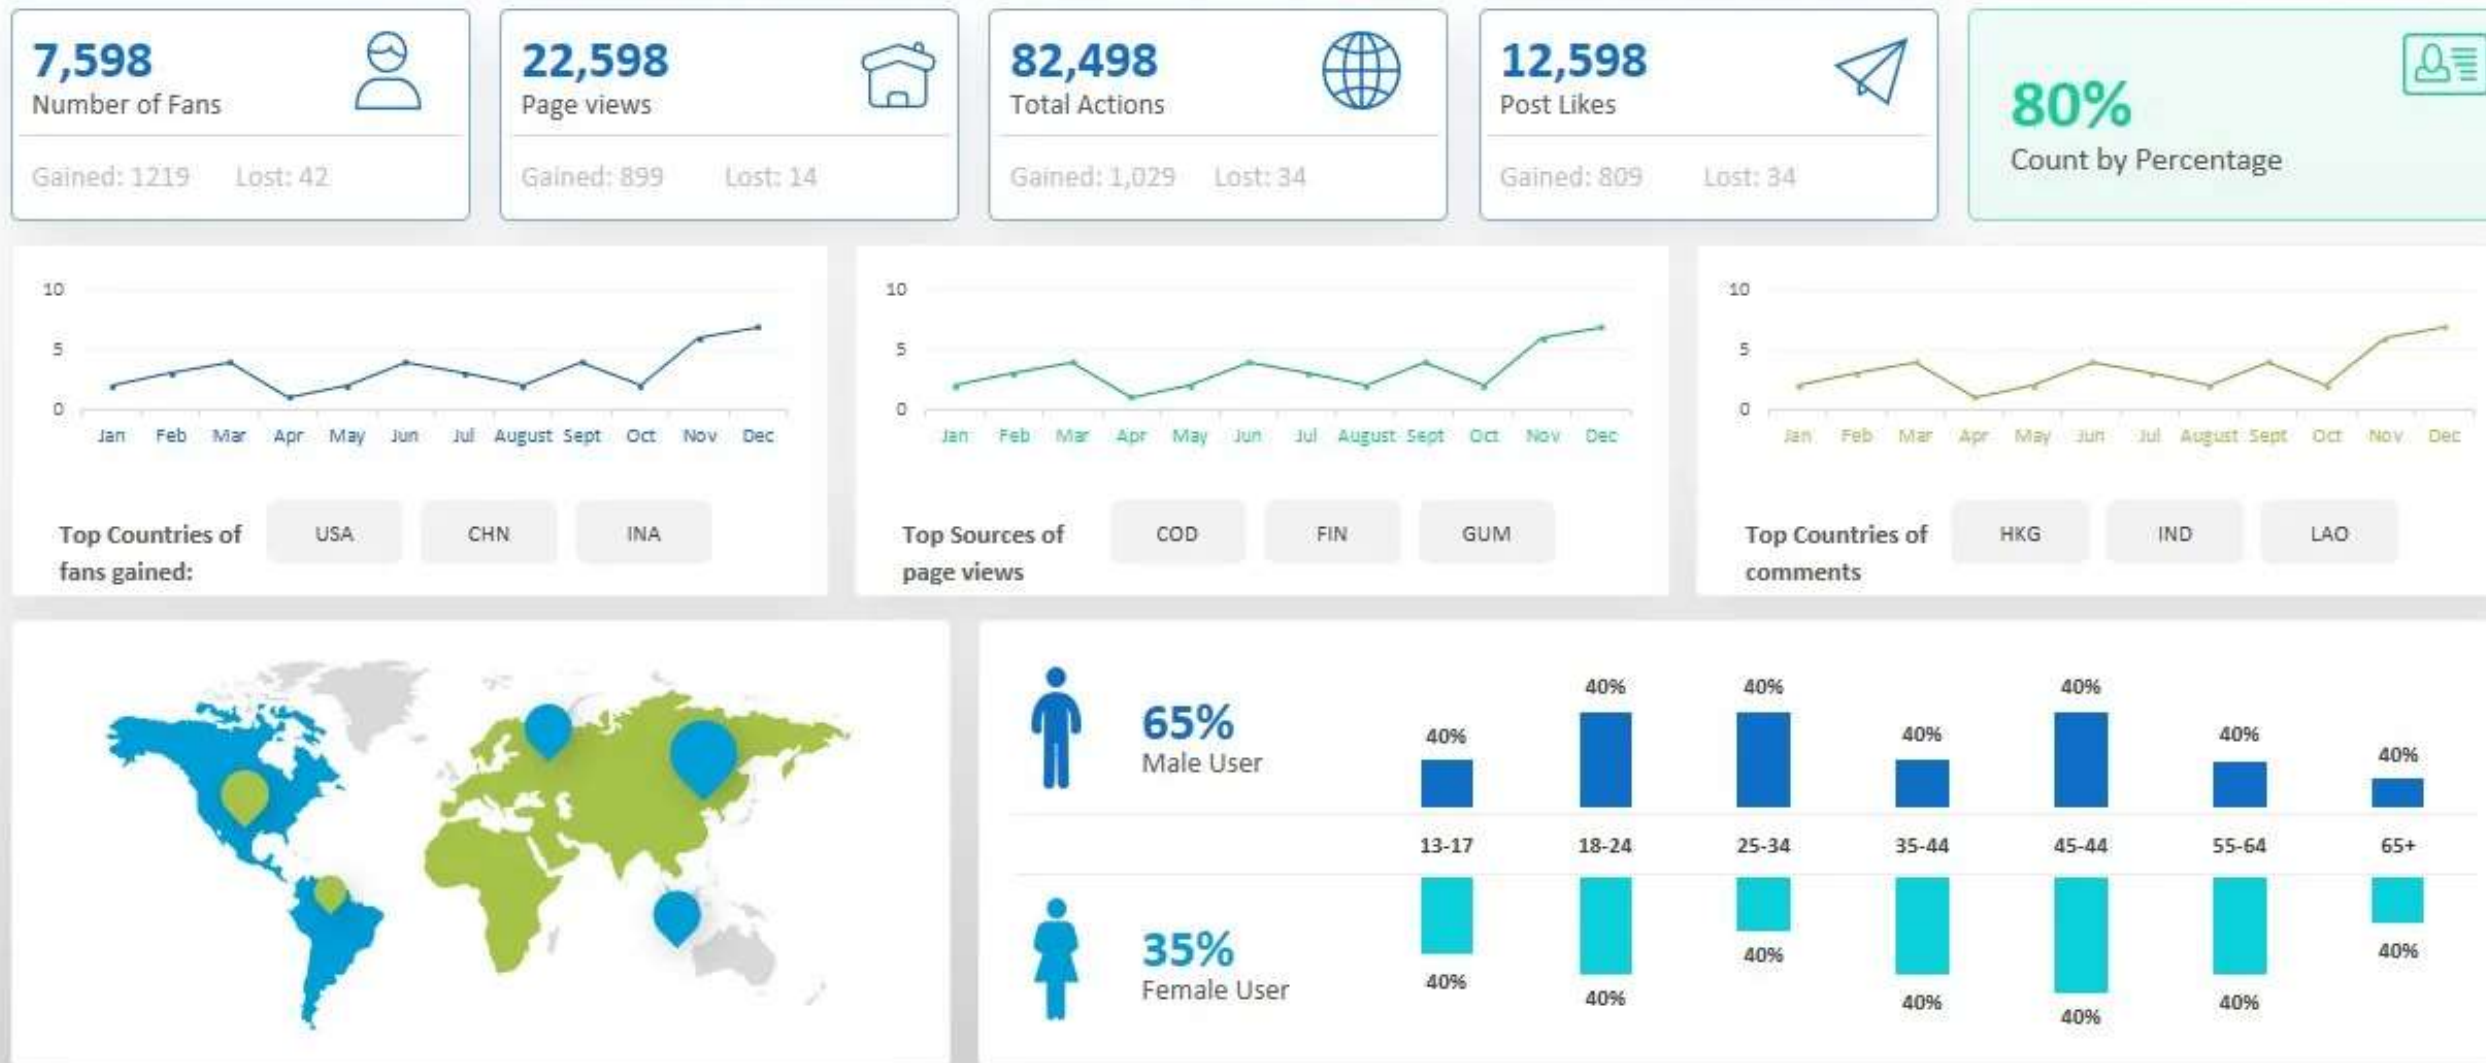 7,598
Number of Fans
Gained: 1219 Lost: 42
22,598
Page views
Gained: 899 Lost: 14
82,498
Total Actions
Gained: 1,029 Lost: 34
12,598
Post Likes
Gained: 809 Lost: 34
80%
Count by Percentage
10
5
0
Jan Feb Mar Apr May Jun Jul August Sept Oct Nov Dec
Top Countries of
fans gained:
USA CHN INA
10
5
0
Jan Feb Mar Apr May Jun Jul August Sept Oct Nov Dec
Top Sources of
page views
COD FIN GUM
10
5
0
Jan Feb Mar Apr May Jun Jul August Sept Oct Nov Dec
Top Countries of
comments
HKG IND LAO
65%
Male User
40% 40% 40% 40% 40% 40% 40%
13-17 18-24 25-34 35-44 45-44 55-64 65+
35%
Female User
40% 40% 40% 40% 40% 40% 40%